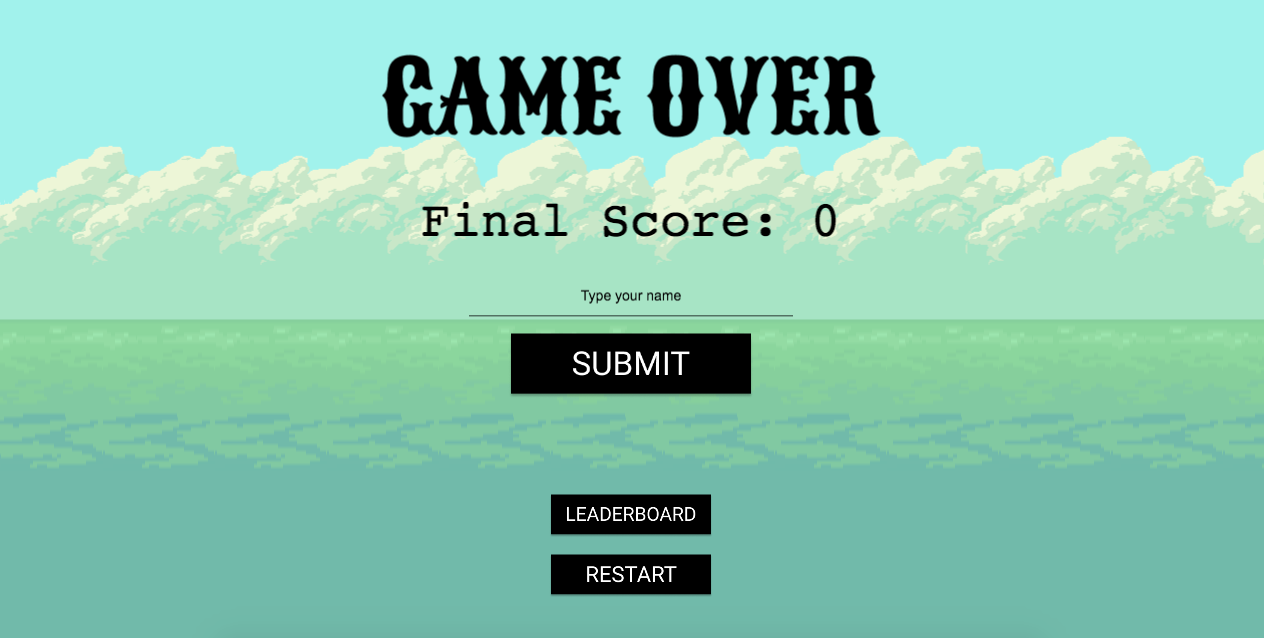 GAME OVER
Final Score: 0
Type your name
SUBMIT
LEADERBOARD
RESTART